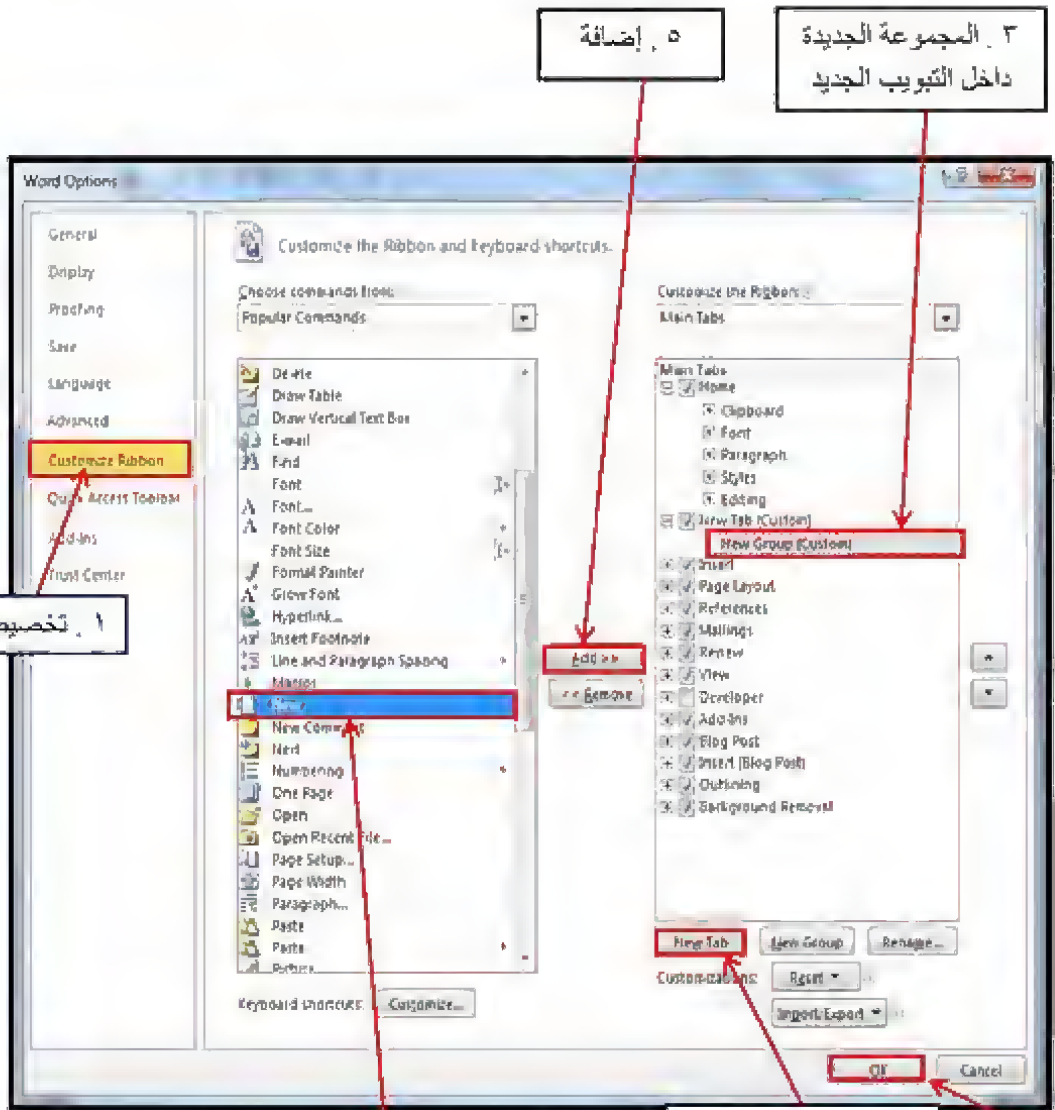 ٥ . إضافة
٣ . المجموعة الجديدة
داخل التبويب الجديد
Word Options
General
Display
Proofing
Save
Language
Advanced
Customize Ribbon
Quick Access Toolbar
Add-Ins
Trust Center
١ . تخصيص
Customize the Ribbon and keyboard shortcuts.
Choose commands from:
Popular Commands
Delete
Draw Table
Draw Vertical Text Box
E-mail
Find
Font
Font...
Font Color
Font Size
Format Painter
Grow Font
Hyperlink...
Insert Footnote
Line and Paragraph Spacing
Macros
New Comment
Next
Numbering
One Page
Open
Open Recent File...
Page Setup...
Page Width
Paragraph...
Paste
Paste
Picture
Keyboard shortcuts: Customize...
Add >>
<< Remove
Customize the Ribbon:
Main Tabs
Main Tabs
Home
Clipboard
Font
Paragraph
Styles
Editing
New Tab (Custom)
New Group (Custom)
Insert
Page Layout
References
Mailings
Review
View
Developer
Add-Ins
Blog Post
Insert (Blog Post)
Outlining
Background Removal
New Tab New Group Rename...
Customizations: Reset
Import/Export
OK Cancel